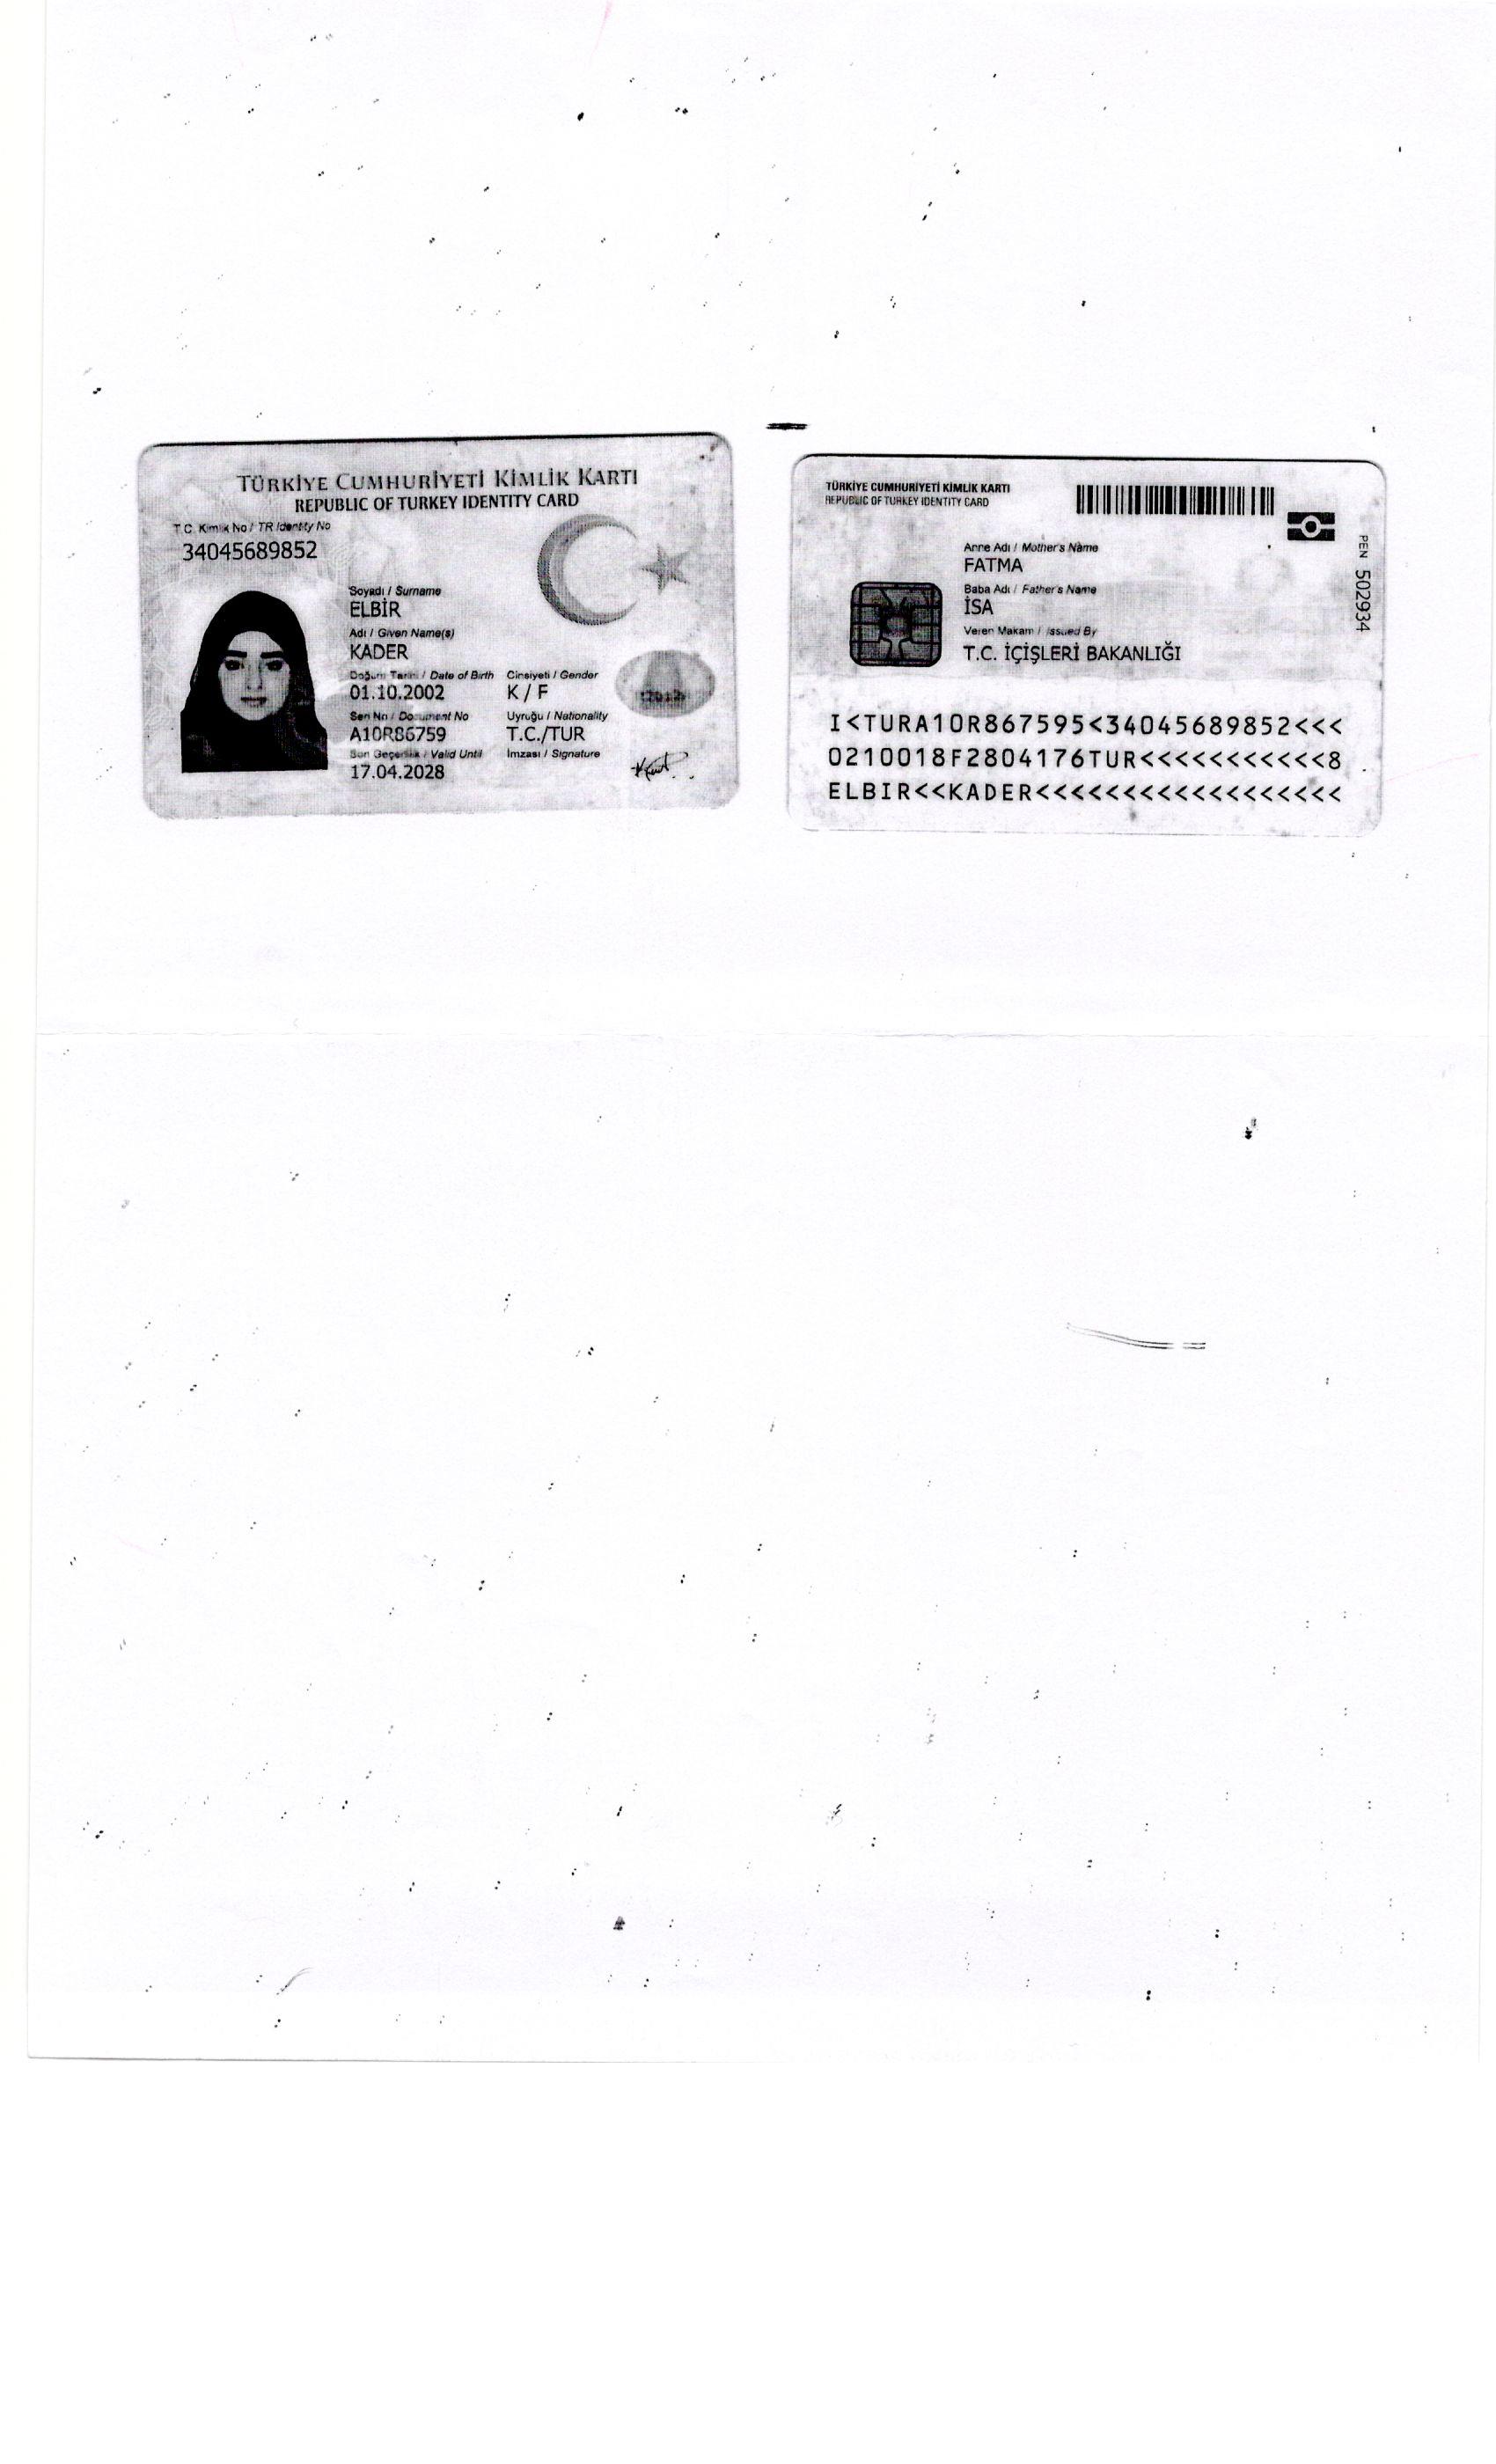 TÜRKİYE CUMHURİYETİ KİMLİK KARTI
REPUBLIC OF TURKEY IDENTITY CARD
T.C. Kimlik No / TR Identity No
34045689852
Soyadı / Surname
ELBİR
Adı / Given Name(s)
KADER
Doğum Tarihi / Date of Birth Cinsiyeti / Gender
01.10.2002 K / F
Seri No / Document No Uyruğu / Nationality
A10R86759 T.C./TUR
Son Geçerlilik / Valid Until İmzası / Signature
17.04.2028
TÜRKİYE CUMHURİYETİ KİMLİK KARTI
REPUBLIC OF TURKEY IDENTITY CARD
Anne Adı / Mother's Name
FATMA
Baba Adı / Father's Name
İSA
Veren Makam / Issued By
T.C. İÇİŞLERİ BAKANLIĞI
PEN 502934
I<TURA10R867595<34045689852<<<
0210018F2804176TUR<<<<<<<<<<<8
ELBIR<<KADER<<<<<<<<<<<<<<<<<<